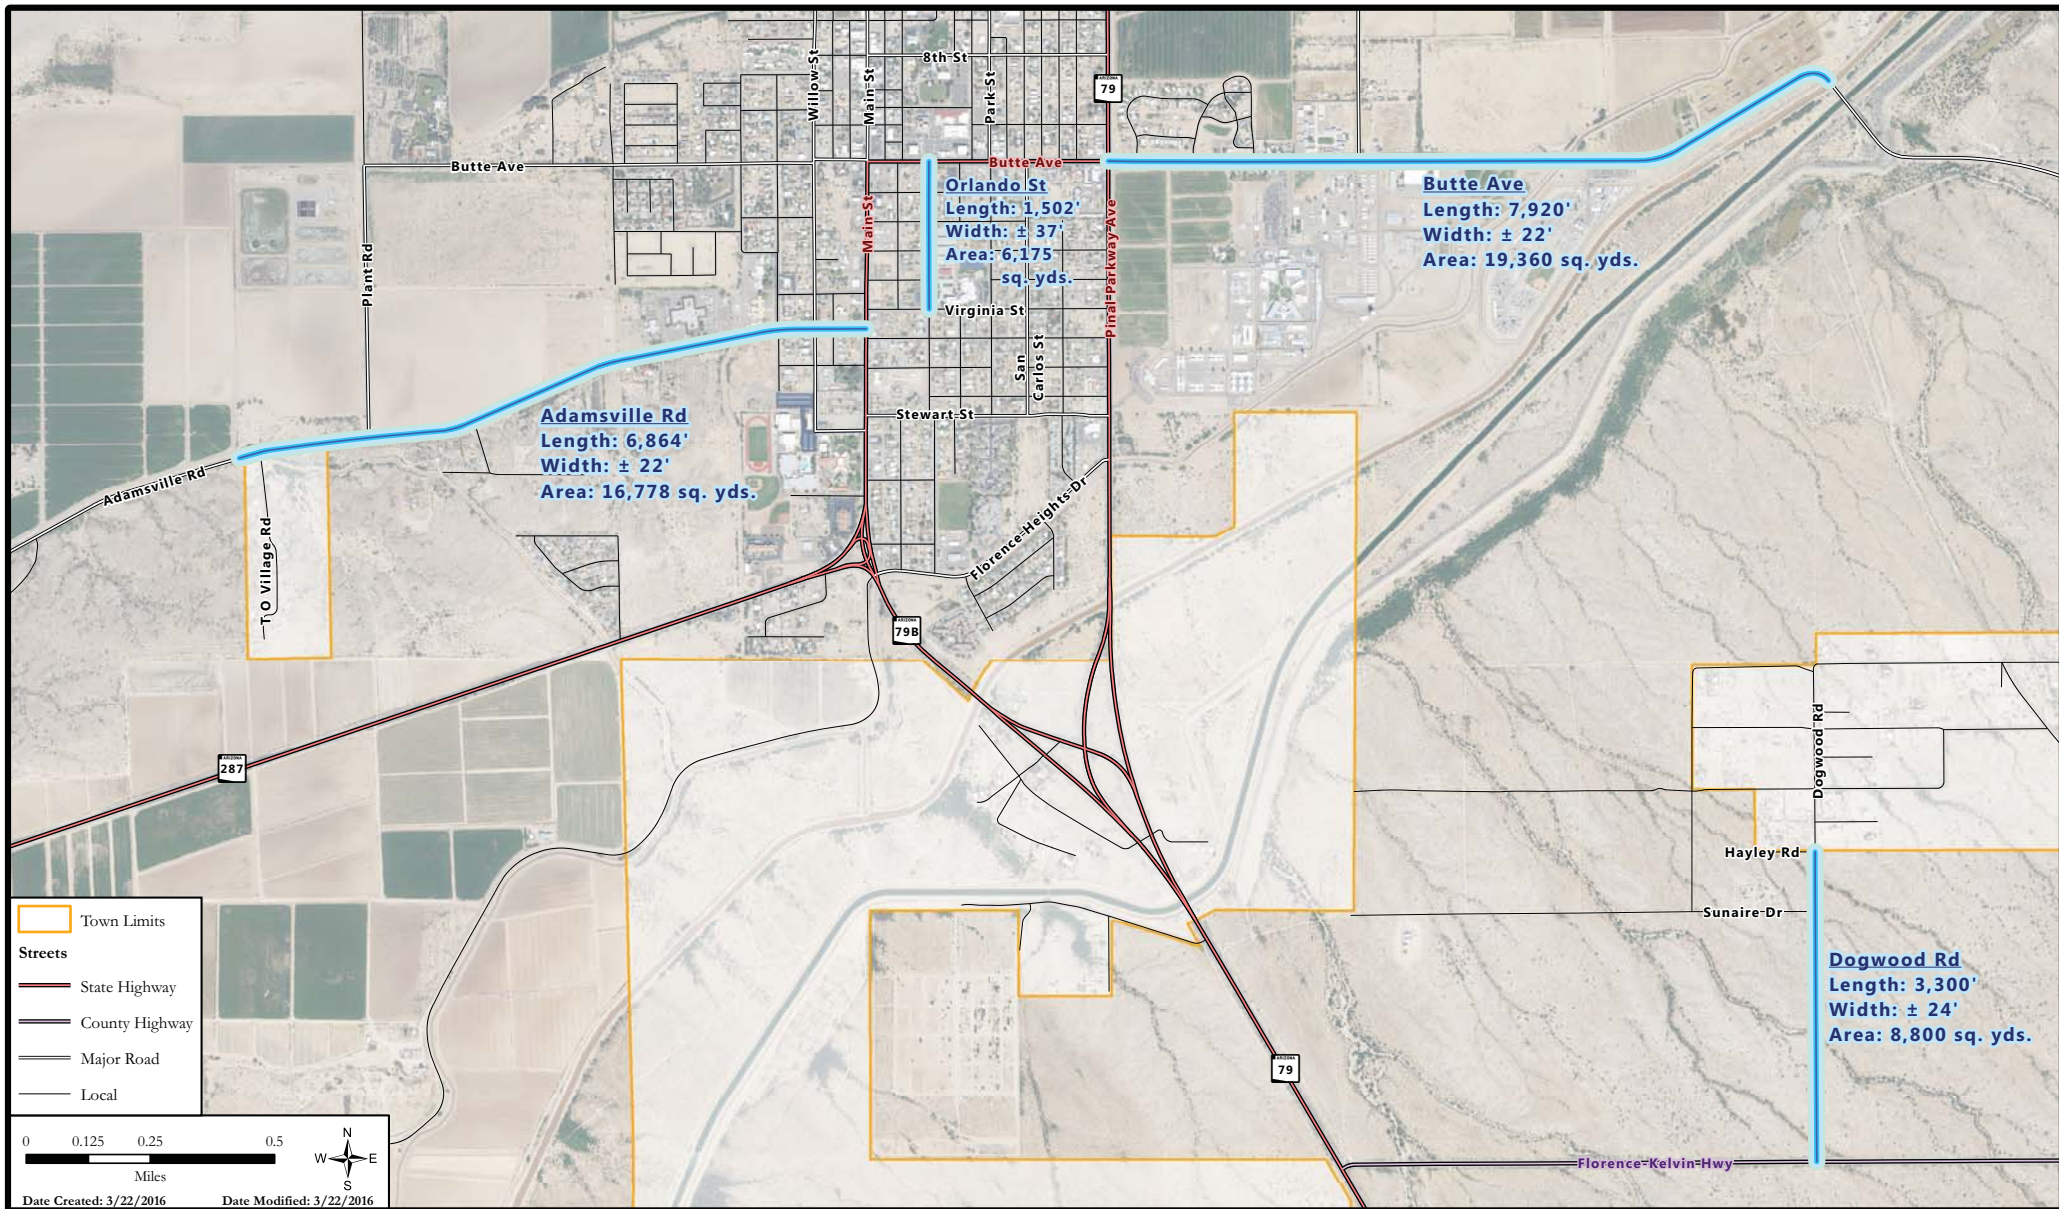 8th St
Willow St
Main St
Park St
ARIZONA
79
Butte Ave
Butte Ave
Orlando St
Length: 1,502'
Width: ± 37'
Area: 6,175
sq. yds.
Butte Ave
Length: 7,920'
Width: ± 22'
Area: 19,360 sq. yds.
Main St
Pinal Parkway Ave
Plant Rd
Virginia St
San
Carlos St
Stewart St
Adamsville Rd
Length: 6,864'
Width: ± 22'
Area: 16,778 sq. yds.
Adamsville Rd
T O Village Rd
Florence Heights Dr
ARIZONA
79B
ARIZONA
287
Dogwood Rd
Hayley Rd
Sunaire Dr
Dogwood Rd
Length: 3,300'
Width: ± 24'
Area: 8,800 sq. yds.
ARIZONA
79
Florence-Kelvin Hwy
Town Limits
Streets
State Highway
County Highway
Major Road
Local
0 0.125 0.25 0.5
Miles
N
W E
S
Date Created: 3/22/2016 Date Modified: 3/22/2016